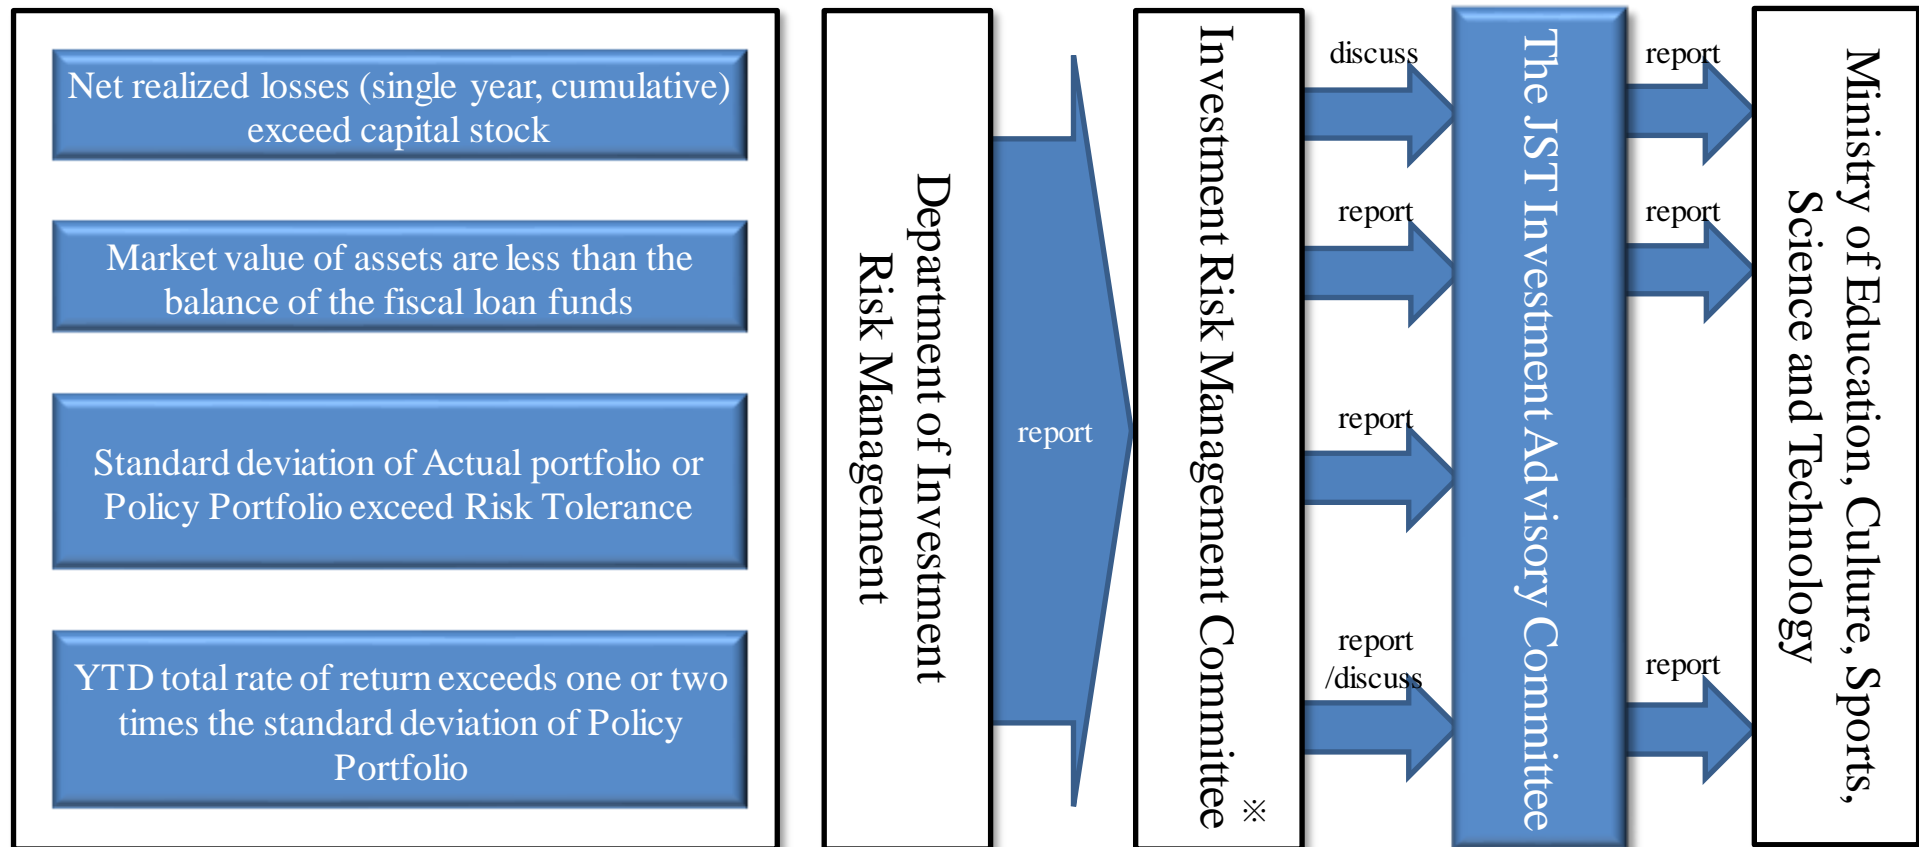 Net realized losses (single year, cumulative)
exceed capital stock
Market value of assets are less than the
balance of the fiscal loan funds
Standard deviation of Actual portfolio or
Policy Portfolio exceed Risk Tolerance
YTD total rate of return exceeds one or two
times the standard deviation of Policy
Portfolio
Department of Investment
Risk Management
report
Investment Risk Management Committee
※
discuss
report
report
report
/discuss
The JST Investment Advisory Committee
report
report
report
Ministry of Education, Culture, Sports,
Science and Technology